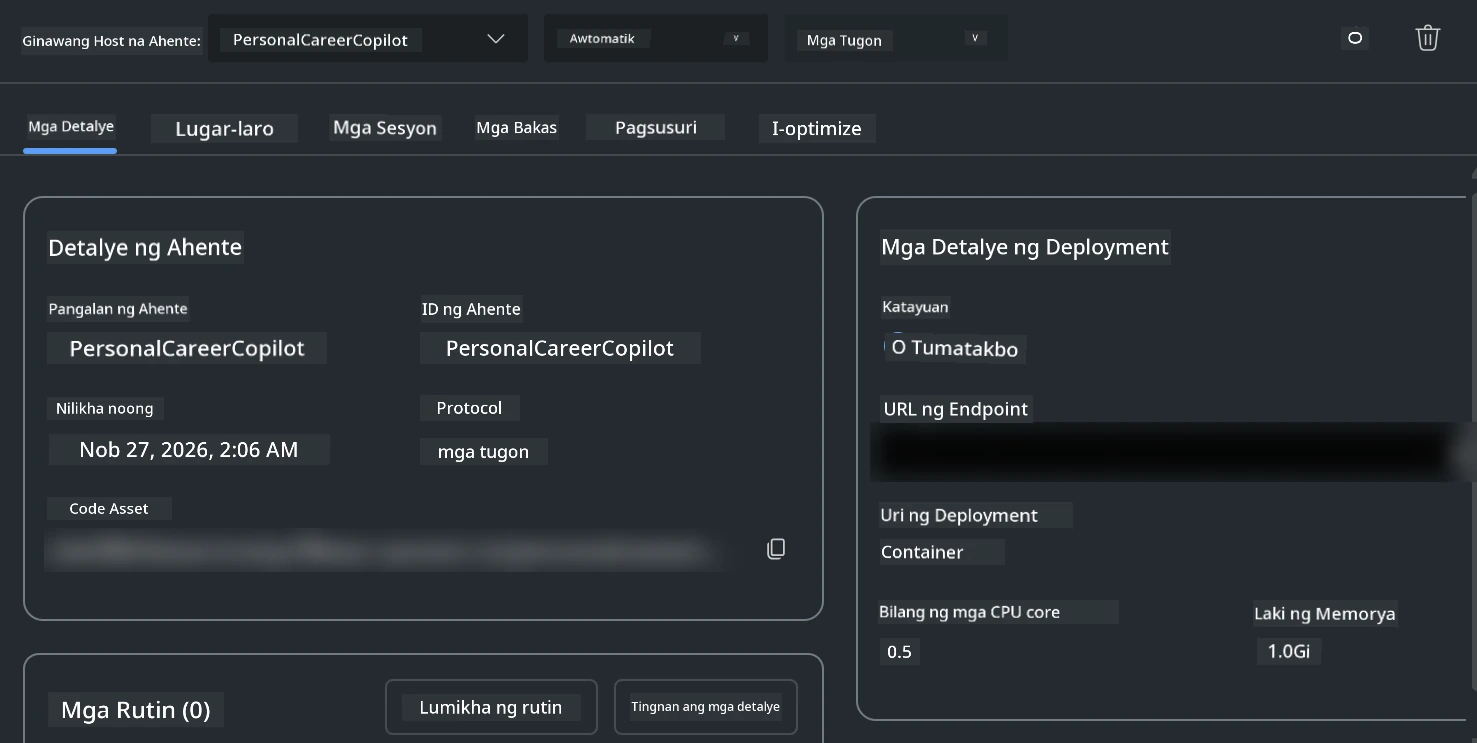 Ginawang Host na Ahente:
PersonalCareerCopilot
Awtomatik
Mga Tugon
Mga Detalye
Lugar-laro
Mga Sesyon
Mga Bakas
Pagsusuri
I-optimize
Detalye ng Ahente
Pangalan ng Ahente
ID ng Ahente
PersonalCareerCopilot
PersonalCareerCopilot
Nilikha noong
Protocol
Nob 27, 2026, 2:06 AM
mga tugon
Code Asset
Mga Rutin (0)
Lumikha ng rutin
Tingnan ang mga detalye
Mga Detalye ng Deployment
Katayuan
O Tumatakbo
URL ng Endpoint
Uri ng Deployment
Container
Bilang ng mga CPU core
Laki ng Memorya
0.5
1.0Gi